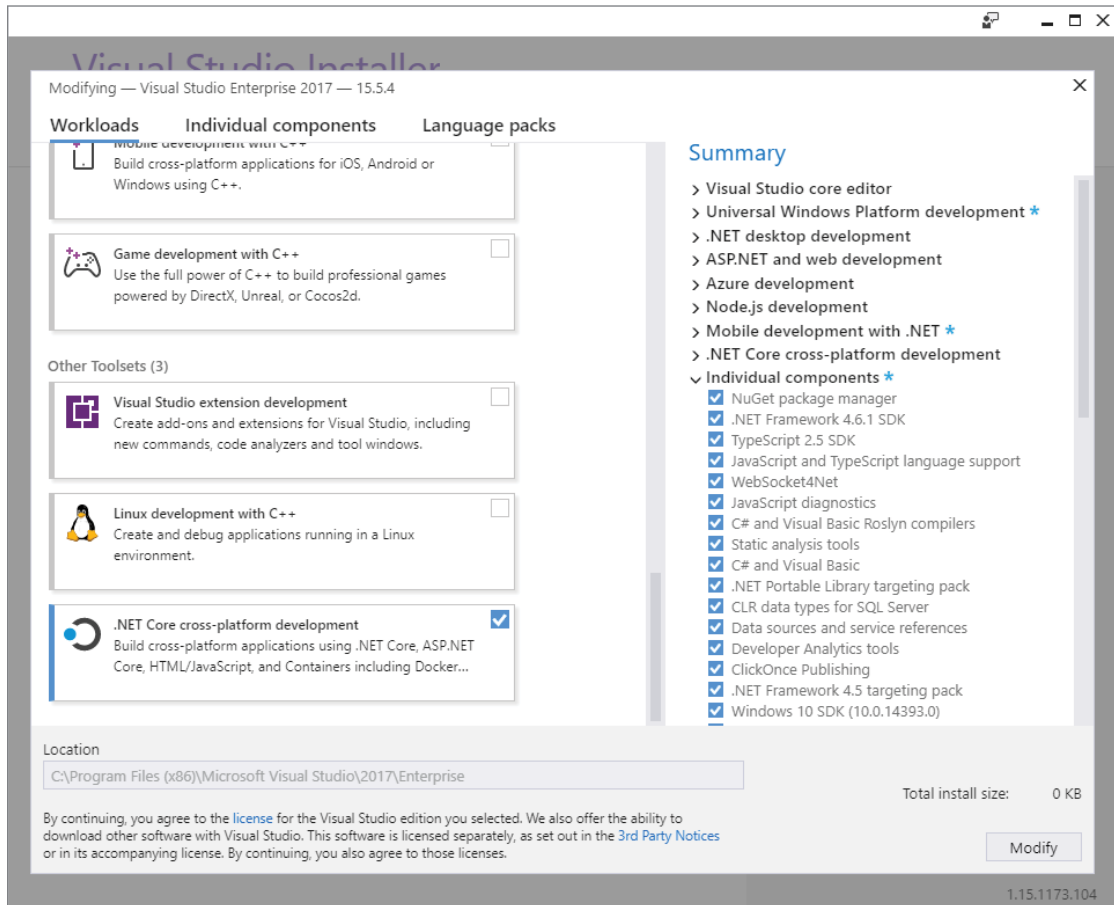 Visual Studio Installer
Modifying — Visual Studio Enterprise 2017 — 15.5.4
Workloads Individual components Language packs
Mobile development with C++
Build cross-platform applications for iOS, Android or
Windows using C++.
Game development with C++
Use the full power of C++ to build professional games
powered by DirectX, Unreal, or Cocos2d.
Other Toolsets (3)
Visual Studio extension development
Create add-ons and extensions for Visual Studio, including
new commands, code analyzers and tool windows.
Linux development with C++
Create and debug applications running in a Linux
environment.
.NET Core cross-platform development
Build cross-platform applications using .NET Core, ASP.NET
Core, HTML/JavaScript, and Containers including Docker...
Summary
Visual Studio core editor
Universal Windows Platform development *
.NET desktop development
ASP.NET and web development
Azure development
Node.js development
Mobile development with .NET *
.NET Core cross-platform development
Individual components *
NuGet package manager
.NET Framework 4.6.1 SDK
TypeScript 2.5 SDK
JavaScript and TypeScript language support
WebSocket4Net
JavaScript diagnostics
C# and Visual Basic Roslyn compilers
Static analysis tools
C# and Visual Basic
.NET Portable Library targeting pack
CLR data types for SQL Server
Data sources and service references
Developer Analytics tools
ClickOnce Publishing
.NET Framework 4.5 targeting pack
Windows 10 SDK (10.0.14393.0)
Location
C:\Program Files (x86)\Microsoft Visual Studio\2017\Enterprise
Total install size: 0 KB
By continuing, you agree to the license for the Visual Studio edition you selected. We also offer the ability to
download other software with Visual Studio. This software is licensed separately, as set out in the 3rd Party Notices
or in its accompanying license. By continuing, you also agree to those licenses.
Modify
1.15.1173.104